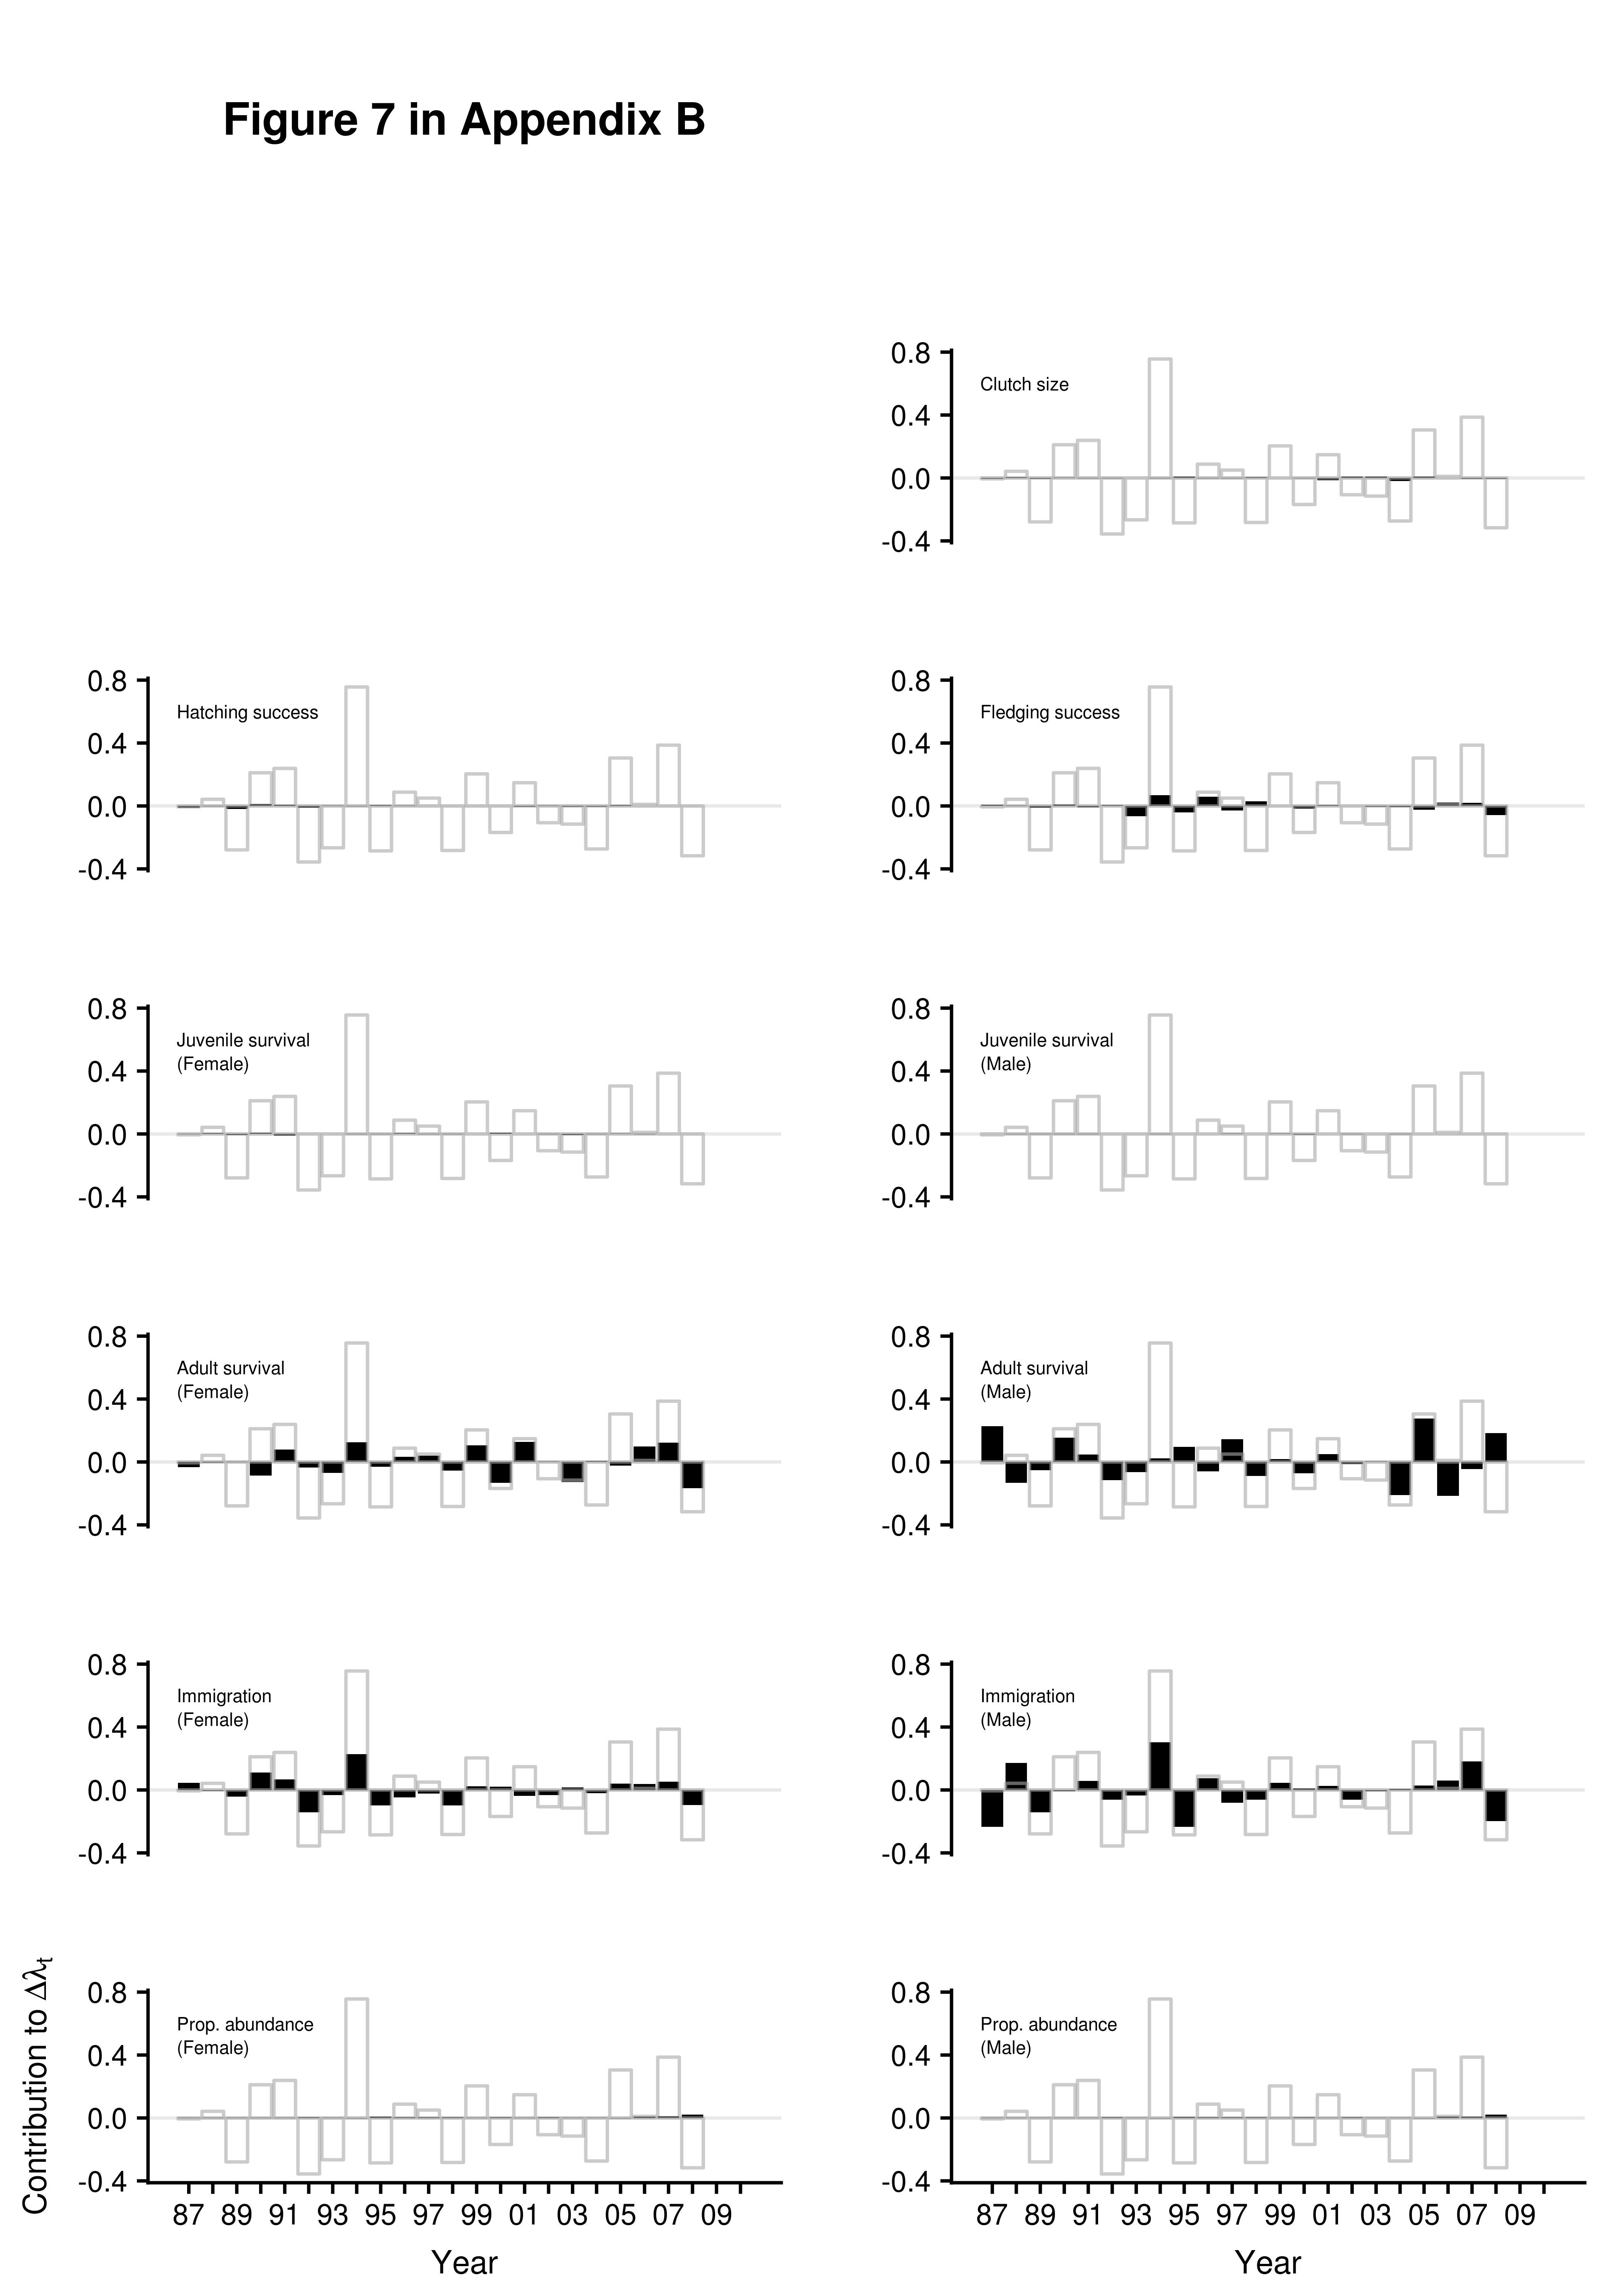 Figure 7 in Appendix B
0.8
0.4
0.0
-0.4
Clutch size
0.8
0.4
0.0
-0.4
Hatching success
0.8
0.4
0.0
-0.4
Fledging success
0.8
0.4
0.0
-0.4
Juvenile survival
(Female)
0.8
0.4
0.0
-0.4
Juvenile survival
(Male)
0.8
0.4
0.0
-0.4
Adult survival
(Female)
0.8
0.4
0.0
-0.4
Adult survival
(Male)
0.8
0.4
0.0
-0.4
Immigration
(Female)
0.8
0.4
0.0
-0.4
Immigration
(Male)
Contribution to Δλt
0.8
0.4
0.0
-0.4
Prop. abundance
(Female)
87 89 91 93 95 97 99 01 03 05 07 09
Year
0.8
0.4
0.0
-0.4
Prop. abundance
(Male)
87 89 91 93 95 97 99 01 03 05 07 09
Year